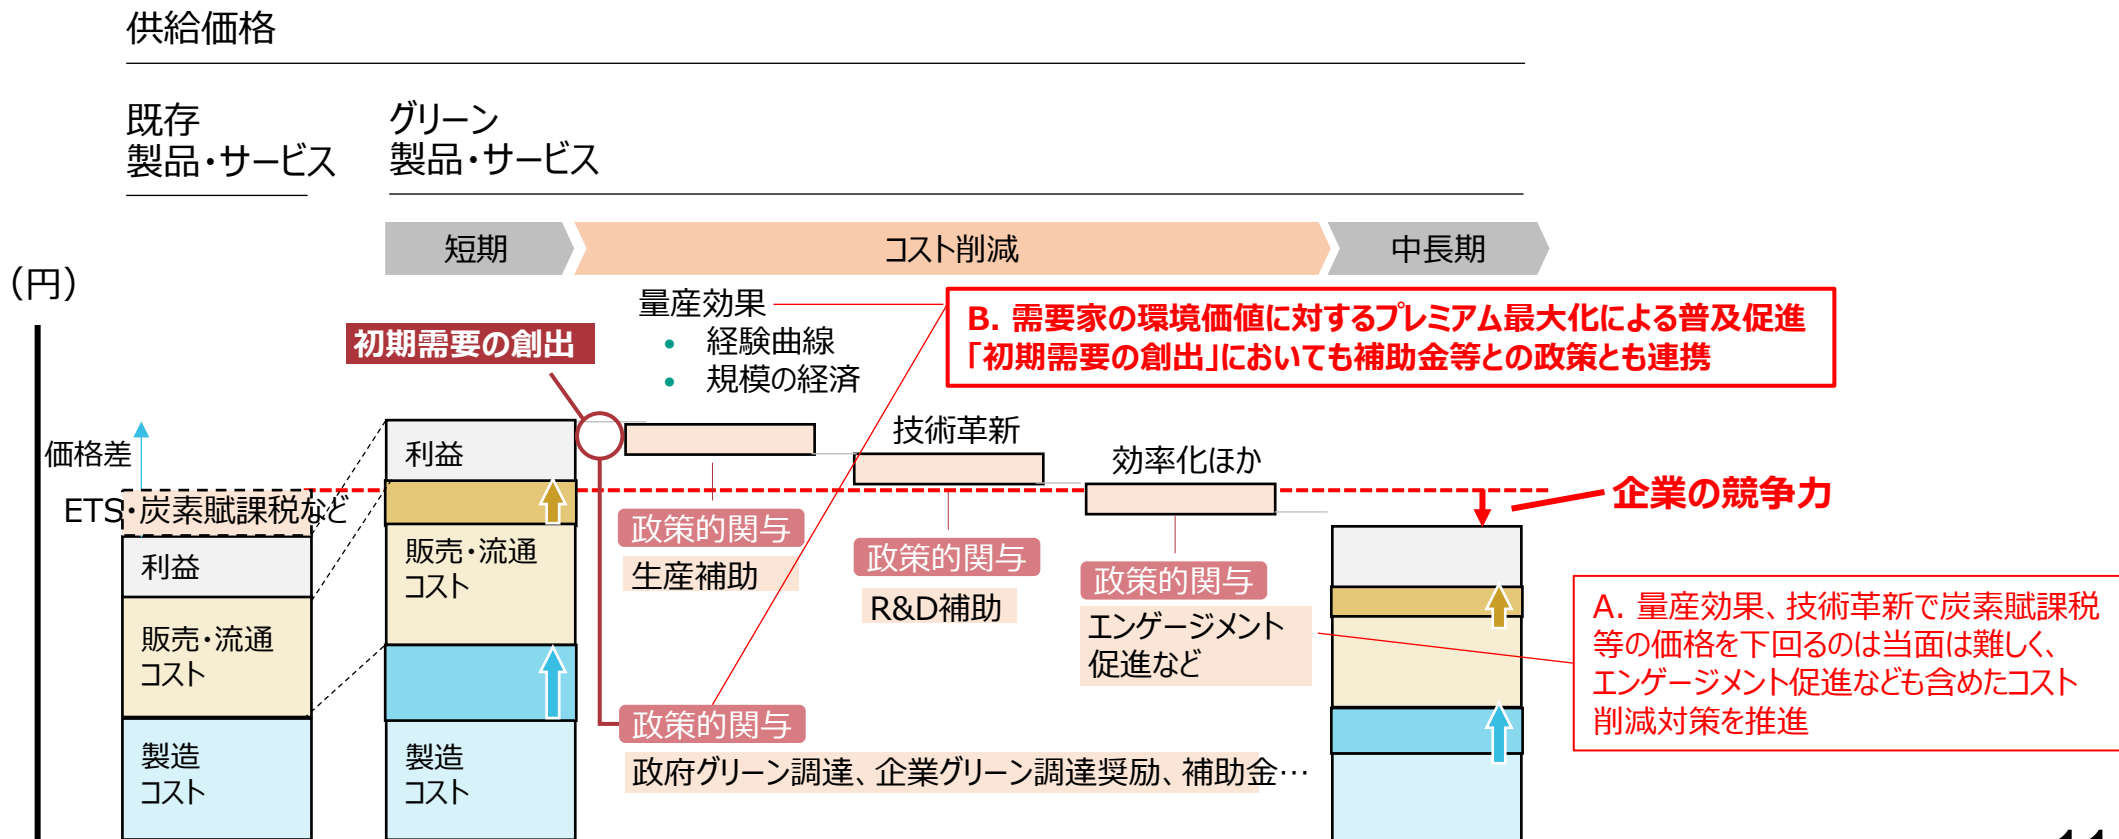 供給価格
既存
製品・サービス
グリーン
製品・サービス
短期
コスト削減
中長期
（円）
量産効果
• 経験曲線
• 規模の経済
初期需要の創出
B. 需要家の環境価値に対するプレミアム最大化による普及促進
「初期需要の創出」においても補助金等との政策とも連携
技術革新
効率化ほか
価格差
ETS・炭素賦課税など
利益
販売・流通
コスト
製造
コスト
利益
販売・流通
コスト
製造
コスト
政策的関与
生産補助
政策的関与
R&D補助
政策的関与
エンゲージメント
促進など
政策的関与
政府グリーン調達、企業グリーン調達奨励、補助金…
企業の競争力
A. 量産効果、技術革新で炭素賦課税
等の価格を下回るのは当面は難しく、
エンゲージメント促進なども含めたコスト
削減対策を推進